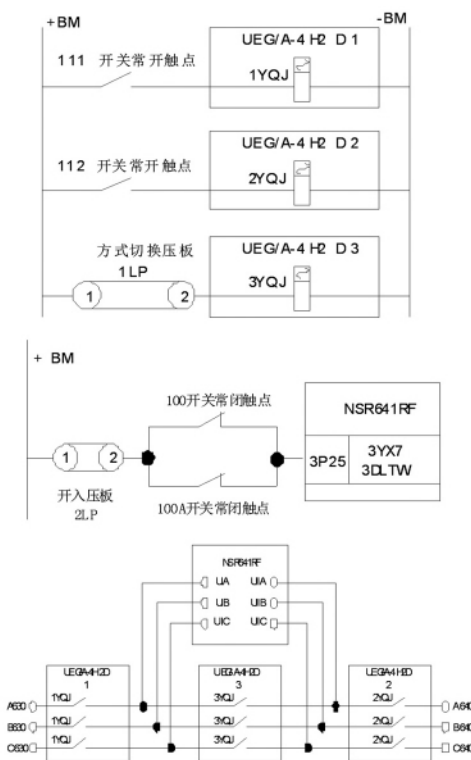 +BM
-BM
UEG/A-4 H2 D 1
111 开关常开触点
1YQJ
UEG/A-4 H2 D 2
112 开关常开触点
2YQJ
方式切换压板
1LP
UEG/A-4 H2 D 3
1
2
3YQJ
+ BM
100开关常闭触点
NSR641RF
1
2
3P25
3YX7
3DLTW
开入压板
2LP
100A开关常闭触点
NSR641RF
UA
UIA
UB
UIB
UIC
UIC
UEGA4H2D
1
UEGA4H2D
3
UEGA4H2D
2
A630
1YQJ
3YQJ
2YQJ
A640
B630
1YQJ
3YQJ
2YQJ
B640
C630
1YQJ
3YQJ
2YQJ
C640